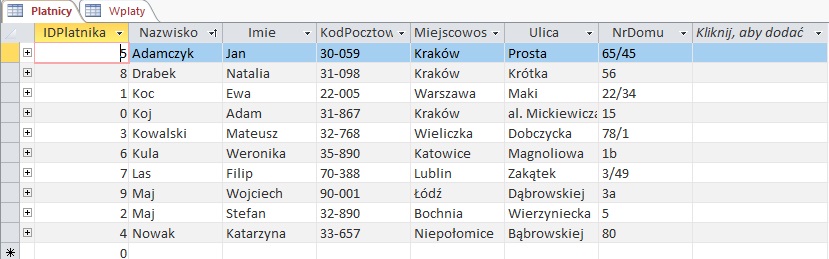 Platnicy Wplaty
IDPlatnika Nazwisko Imie KodPocztow Miejscowos Ulica NrDomu Kliknij, aby dodać
5 Adamczyk Jan 30-059 Kraków Prosta 65/45
8 Drabek Natalia 31-098 Kraków Krótka 56
1 Koc Ewa 22-005 Warszawa Maki 22/34
0 Koj Adam 31-867 Kraków al. Mickiewicza 15
3 Kowalski Mateusz 32-768 Wieliczka Dobczycka 78/1
6 Kula Weronika 35-890 Katowice Magnoliowa 1b
7 Las Filip 70-388 Lublin Zakątek 3/49
9 Maj Wojciech 90-001 Łódź Dąbrowskiej 3a
2 Maj Stefan 32-890 Bochnia Wierzyniecka 5
4 Nowak Katarzyna 33-657 Niepołomice Bąbrowskiej 80
0